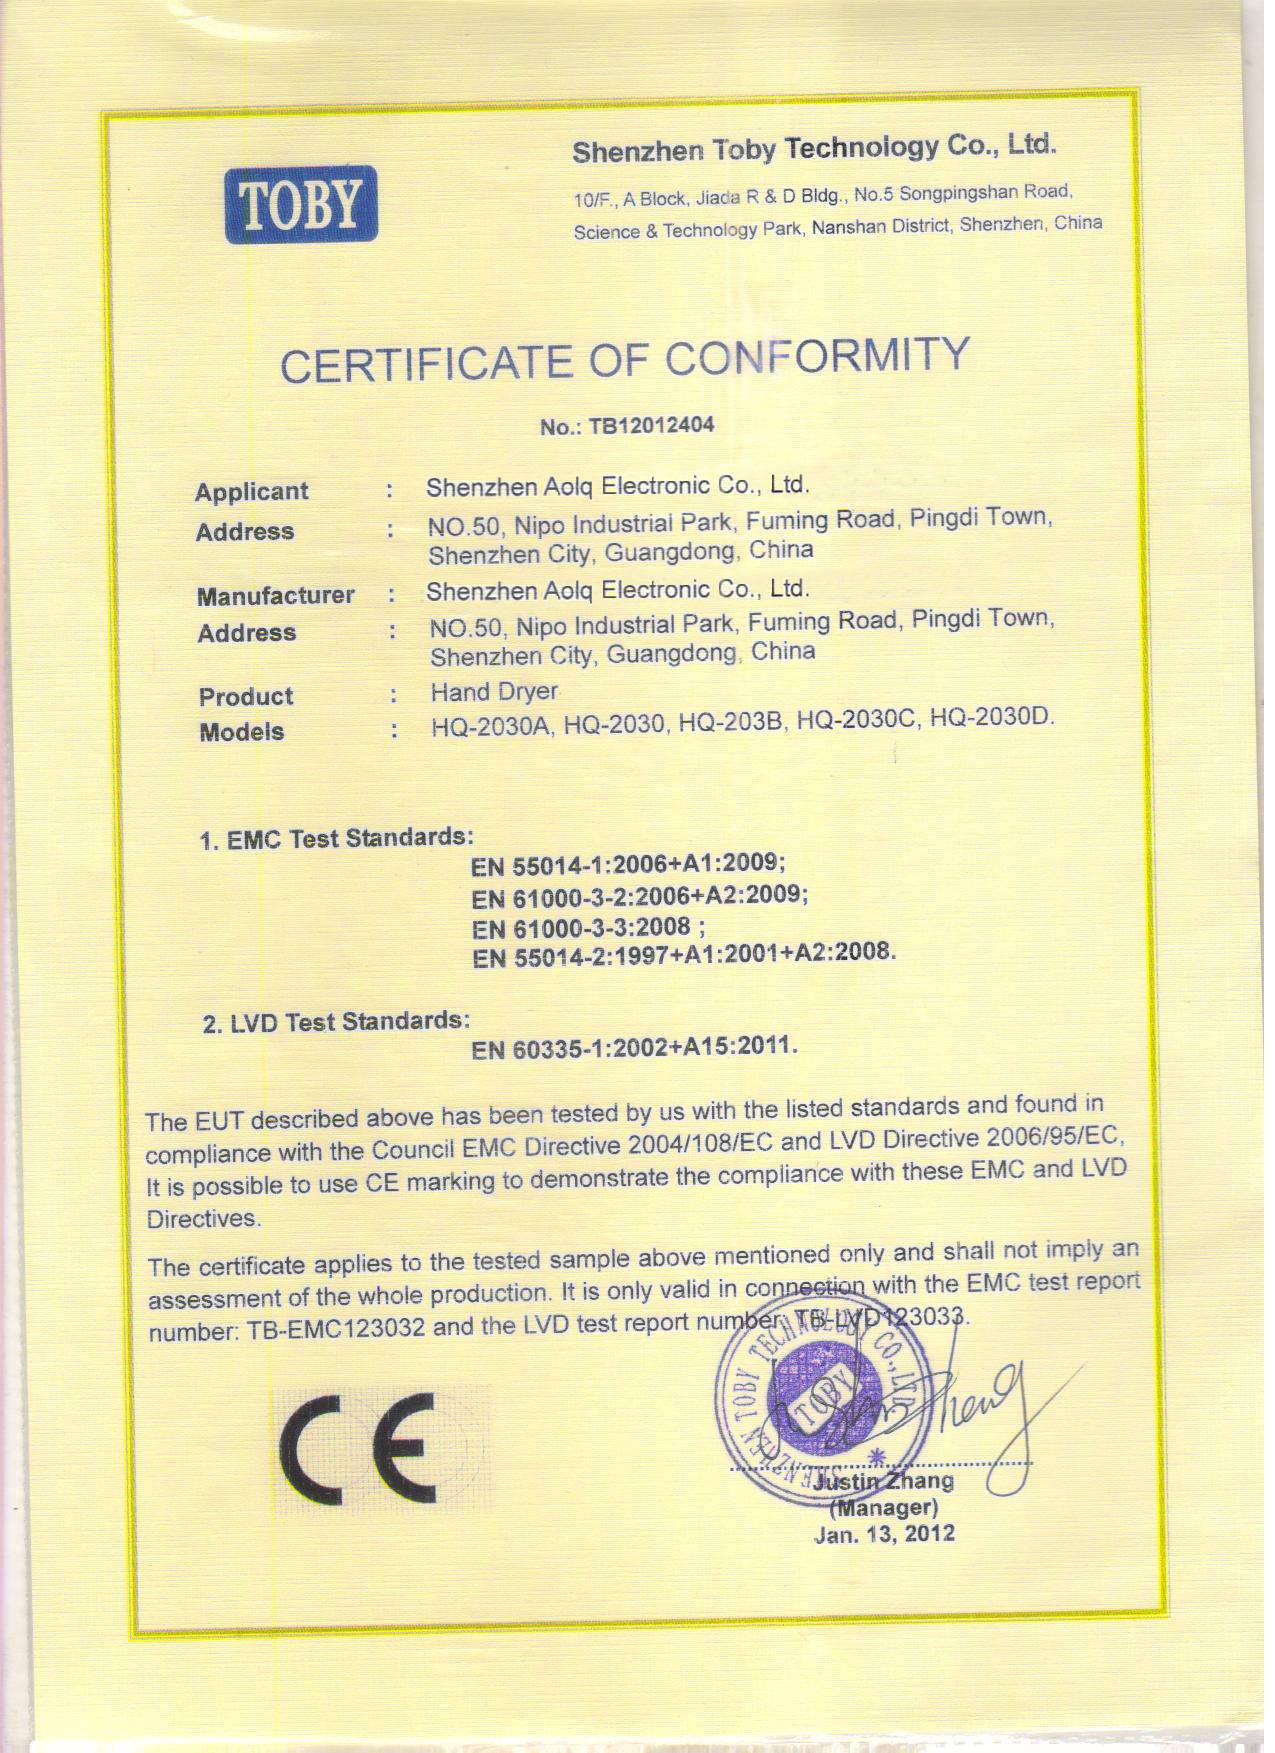 TOBY
Shenzhen Toby Technology Co., Ltd.
10/F., A Block, Jiada R & D Bldg., No.5 Songpingshan Road,
Science & Technology Park, Nanshan District, Shenzhen, China
CERTIFICATE OF CONFORMITY
No.: TB12012404
Applicant : Shenzhen Aolq Electronic Co., Ltd.
Address : NO.50, Nipo Industrial Park, Fuming Road, Pingdi Town,
Shenzhen City, Guangdong, China
Manufacturer : Shenzhen Aolq Electronic Co., Ltd.
Address : NO.50, Nipo Industrial Park, Fuming Road, Pingdi Town,
Shenzhen City, Guangdong, China
Product : Hand Dryer
Models : HQ-2030A, HQ-2030, HQ-203B, HQ-2030C, HQ-2030D.
1. EMC Test Standards:
EN 55014-1:2006+A1:2009;
EN 61000-3-2:2006+A2:2009;
EN 61000-3-3:2008 ;
EN 55014-2:1997+A1:2001+A2:2008.
2. LVD Test Standards:
EN 60335-1:2002+A15:2011.
The EUT described above has been tested by us with the listed standards and found in
compliance with the Council EMC Directive 2004/108/EC and LVD Directive 2006/95/EC,
It is possible to use CE marking to demonstrate the compliance with these EMC and LVD
Directives.
The certificate applies to the tested sample above mentioned only and shall not imply an
assessment of the whole production. It is only valid in connection with the EMC test report
number: TB-EMC123032 and the LVD test report number: TB-LVD123033.
CE
SHENZHEN TOBY TECHNOLOGY CO., LTD.
TOBY
Justin Zhang
(Manager)
Jan. 13, 2012